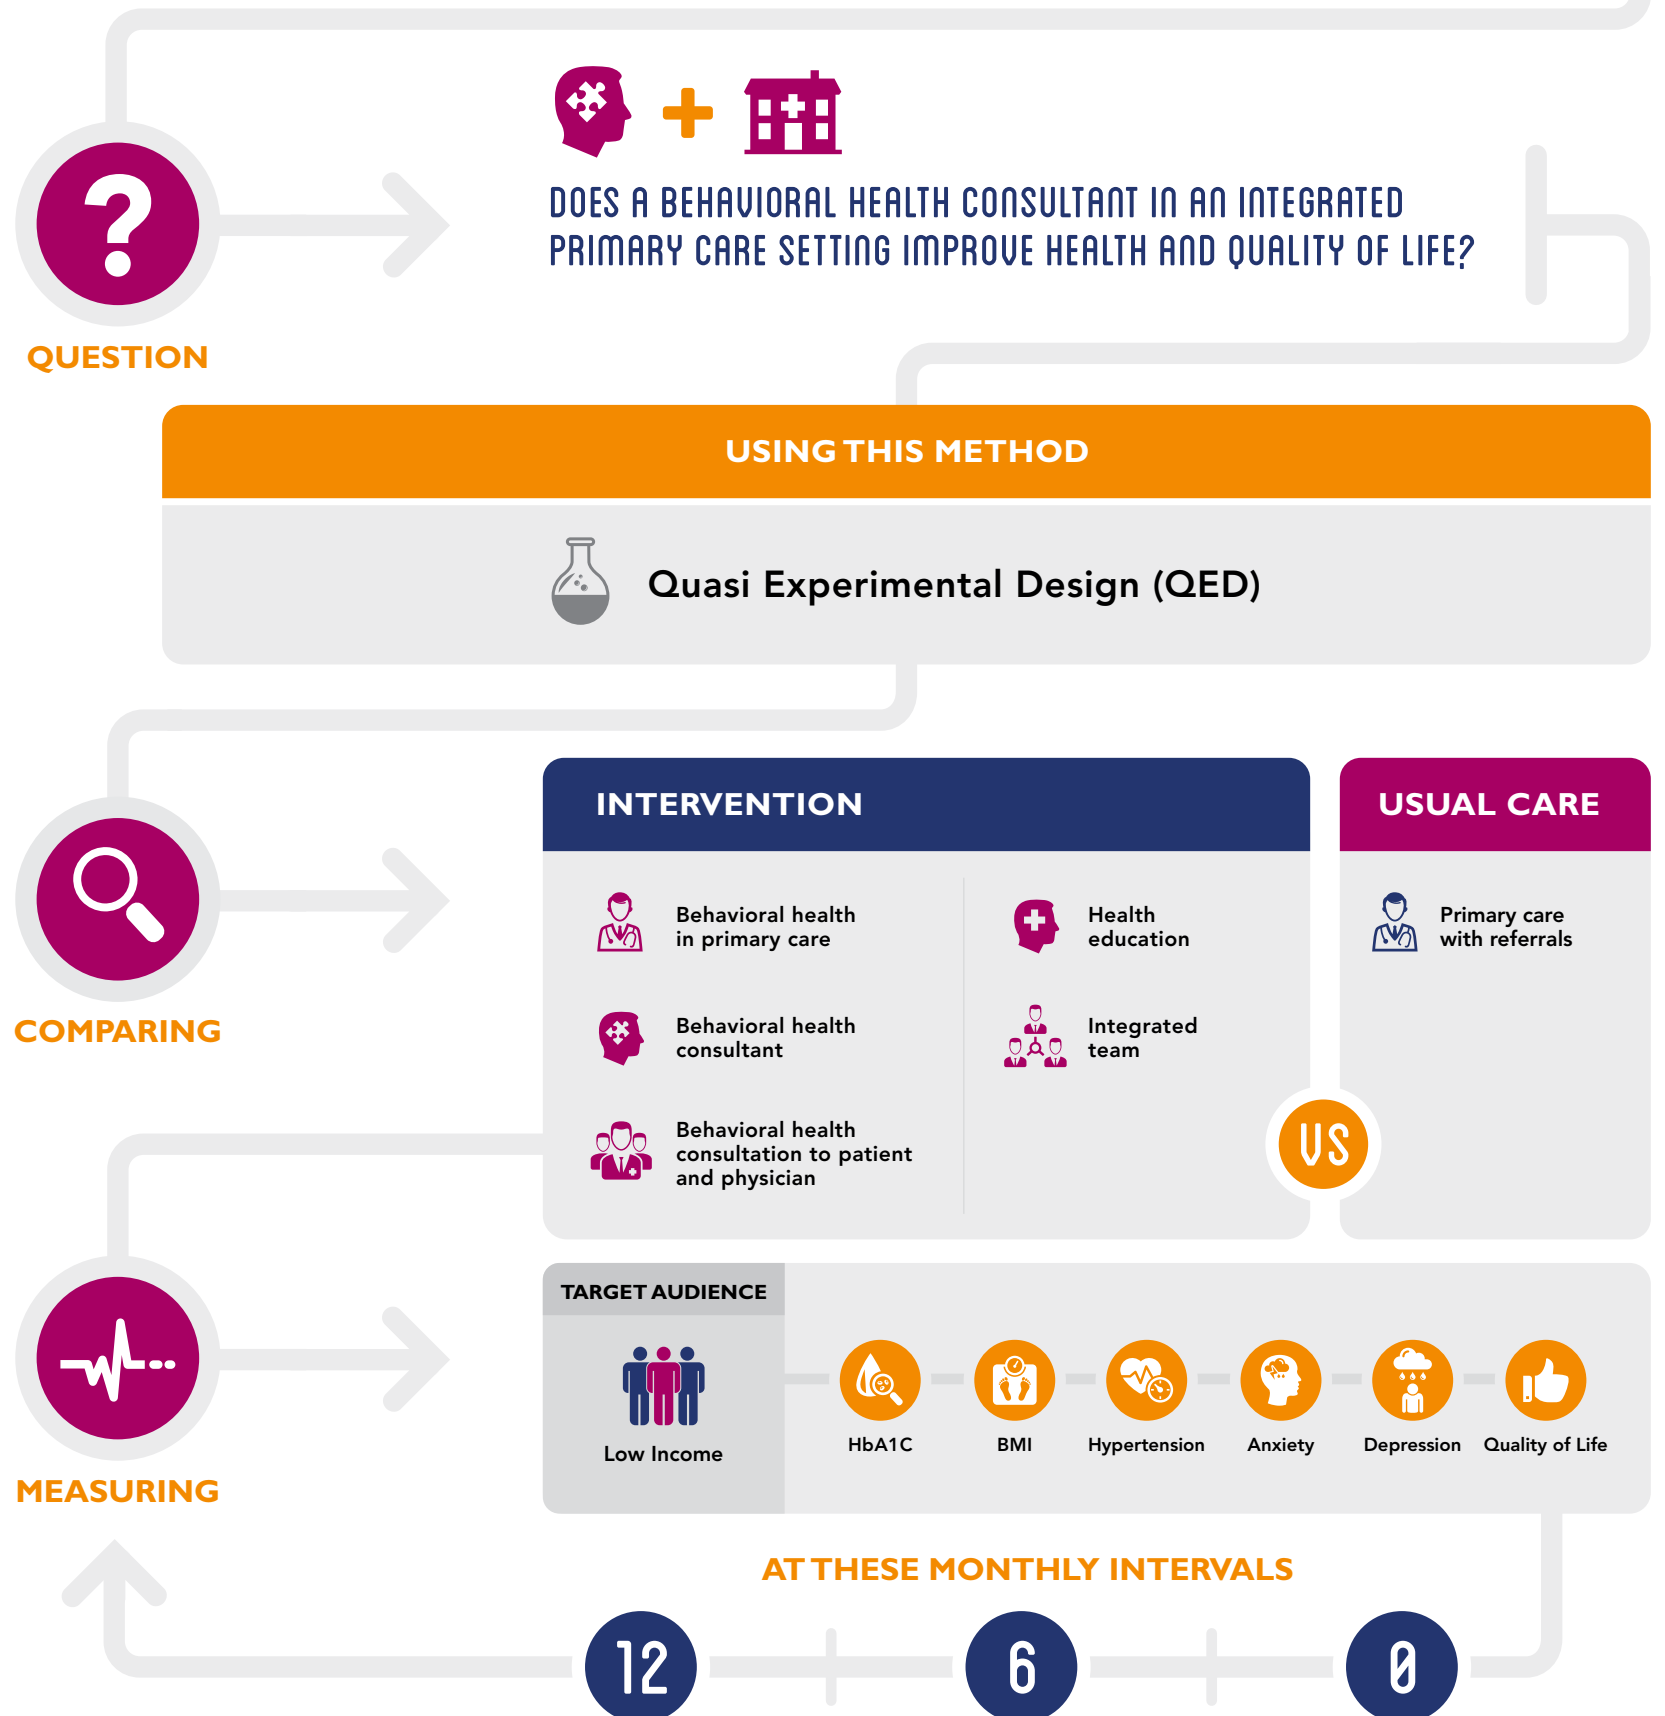 ?
DOES A BEHAVIORAL HEALTH CONSULTANT IN AN INTEGRATED
PRIMARY CARE SETTING IMPROVE HEALTH AND QUALITY OF LIFE?
QUESTION
USING THIS METHOD
Quasi Experimental Design (QED)
COMPARING
INTERVENTION
Behavioral health
in primary care
Behavioral health
consultant
Behavioral health
consultation to patient
and physician
Health
education
Integrated
team
VS
USUAL CARE
Primary care
with referrals
MEASURING
TARGET AUDIENCE
Low Income
HbA1C
BMI
Hypertension
Anxiety
Depression
Quality of Life
AT THESE MONTHLY INTERVALS
12
6
0